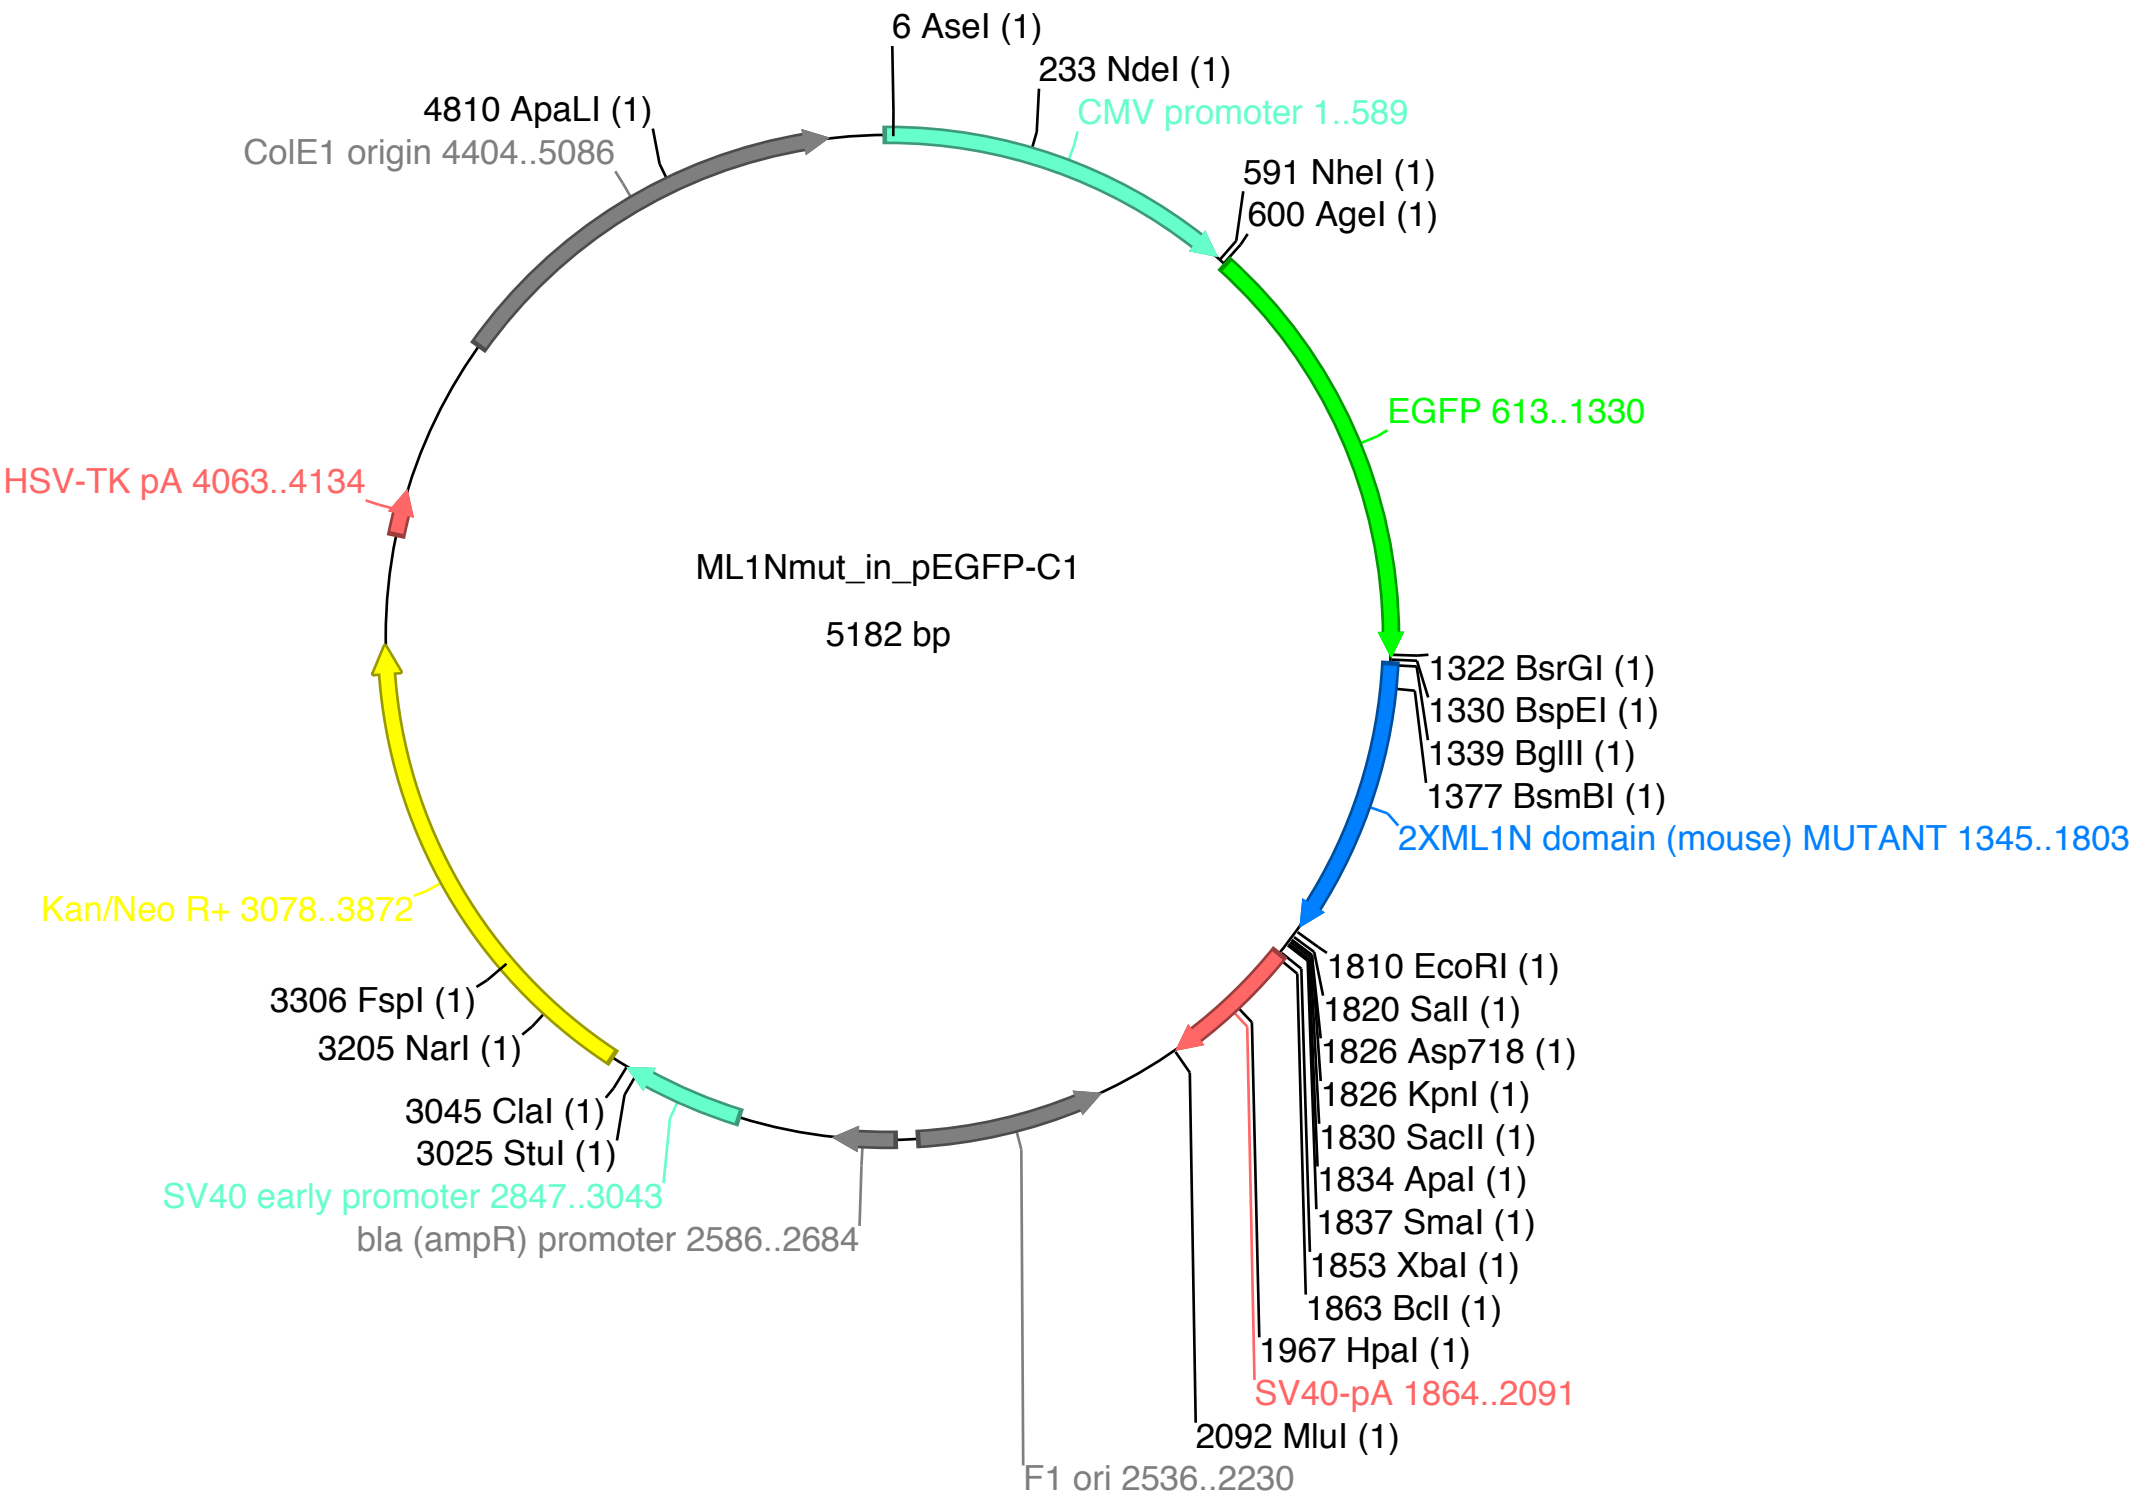 6 AseI (1)
233 NdeI (1)
CMV promoter 1..589
4810 ApaLI (1)
ColE1 origin 4404..5086
591 NheI (1)
600 AgeI (1)
EGFP 613..1330
HSV-TK pA 4063..4134
ML1Nmut_in_pEGFP-C1
5182 bp
1322 BsrGI (1)
1330 BspEI (1)
1339 BglII (1)
1377 BsmBI (1)
2XML1N domain (mouse) MUTANT 1345..1803
Kan/Neo R+ 3078..3872
1810 EcoRI (1)
1820 SalI (1)
1826 Asp718 (1)
1826 KpnI (1)
1830 SacII (1)
1834 ApaI (1)
1837 SmaI (1)
1853 XbaI (1)
1863 BclI (1)
1967 HpaI (1)
SV40-pA 1864..2091
2092 MluI (1)
F1 ori 2536..2230
3306 FspI (1)
3205 NarI (1)
3045 ClaI (1)
3025 StuI (1)
SV40 early promoter 2847..3043
bla (ampR) promoter 2586..2684